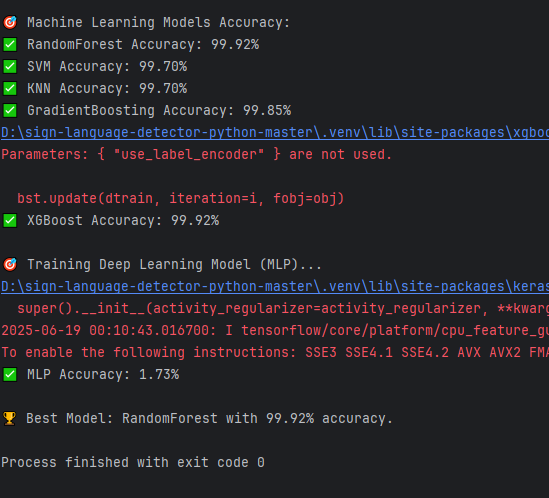 🎯 Machine Learning Models Accuracy:
✅ RandomForest Accuracy: 99.92%
✅ SVM Accuracy: 99.70%
✅ KNN Accuracy: 99.70%
✅ GradientBoosting Accuracy: 99.85%
D:\sign-language-detector-python-master\.venv\lib\site-packages\xgboo
Parameters: { "use_label_encoder" } are not used.
bst.update(dtrain, iteration=i, fobj=obj)
✅ XGBoost Accuracy: 99.92%
🎯 Training Deep Learning Model (MLP)...
D:\sign-language-detector-python-master\.venv\lib\site-packages\keras
super().__init__(activity_regularizer=activity_regularizer, **kwarg
2025-06-19 00:10:43.016700: I tensorflow/core/platform/cpu_feature_gu
To enable the following instructions: SSE3 SSE4.1 SSE4.2 AVX AVX2 FMA
✅ MLP Accuracy: 1.73%
🏆 Best Model: RandomForest with 99.92% accuracy.
Process finished with exit code 0